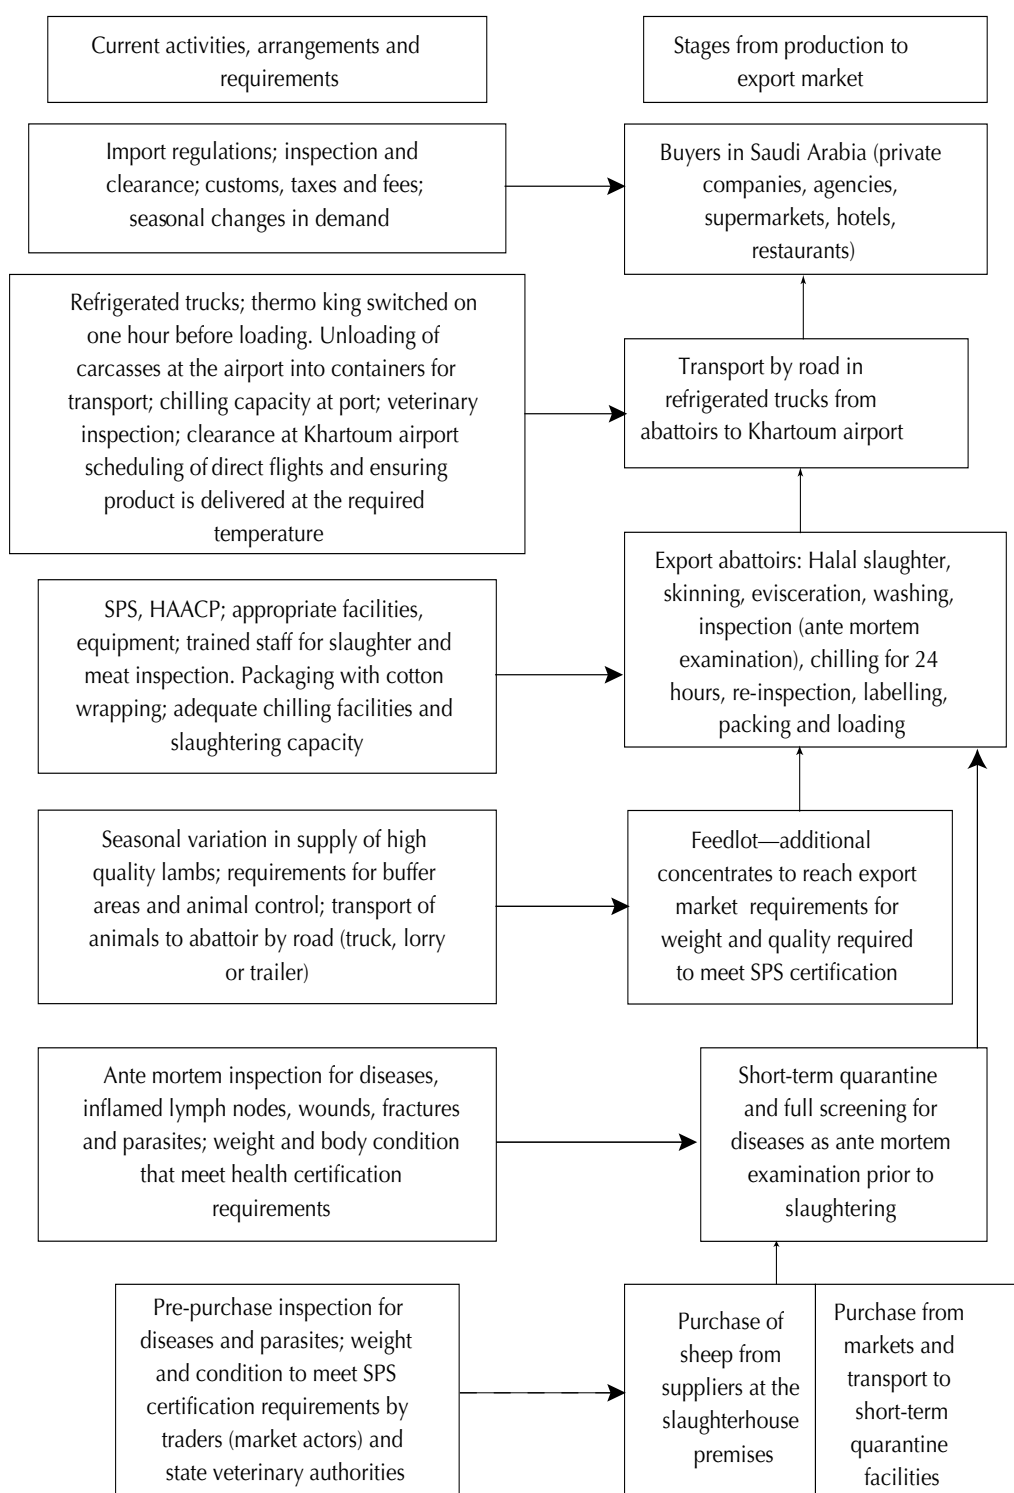 Current activities, arrangements and
requirements
Stages from production to
export market
Import regulations; inspection and
clearance; customs, taxes and fees;
seasonal changes in demand
Buyers in Saudi Arabia (private
companies, agencies,
supermarkets, hotels,
restaurants)
Refrigerated trucks; thermo king switched on
one hour before loading. Unloading of
carcasses at the airport into containers for
transport; chilling capacity at port; veterinary
inspection; clearance at Khartoum airport
scheduling of direct flights and ensuring
product is delivered at the required
temperature
Transport by road in
refrigerated trucks from
abattoirs to Khartoum airport
SPS, HAACP; appropriate facilities,
equipment; trained staff for slaughter and
meat inspection. Packaging with cotton
wrapping; adequate chilling facilities and
slaughtering capacity
Export abattoirs: Halal slaughter,
skinning, evisceration, washing,
inspection (ante mortem
examination), chilling for 24
hours, re-inspection, labelling,
packing and loading
Seasonal variation in supply of high
quality lambs; requirements for buffer
areas and animal control; transport of
animals to abattoir by road (truck, lorry
or trailer)
Feedlot—additional
concentrates to reach export
market requirements for
weight and quality required
to meet SPS certification
Ante mortem inspection for diseases,
inflamed lymph nodes, wounds, fractures
and parasites; weight and body condition
that meet health certification
requirements
Short-term quarantine
and full screening for
diseases as ante mortem
examination prior to
slaughtering
Pre-purchase inspection for
diseases and parasites; weight
and condition to meet SPS
certification requirements by
traders (market actors) and
state veterinary authorities
Purchase of
sheep from
suppliers at the
slaughterhouse
premises
Purchase from
markets and
transport to
short-term
quarantine
facilities